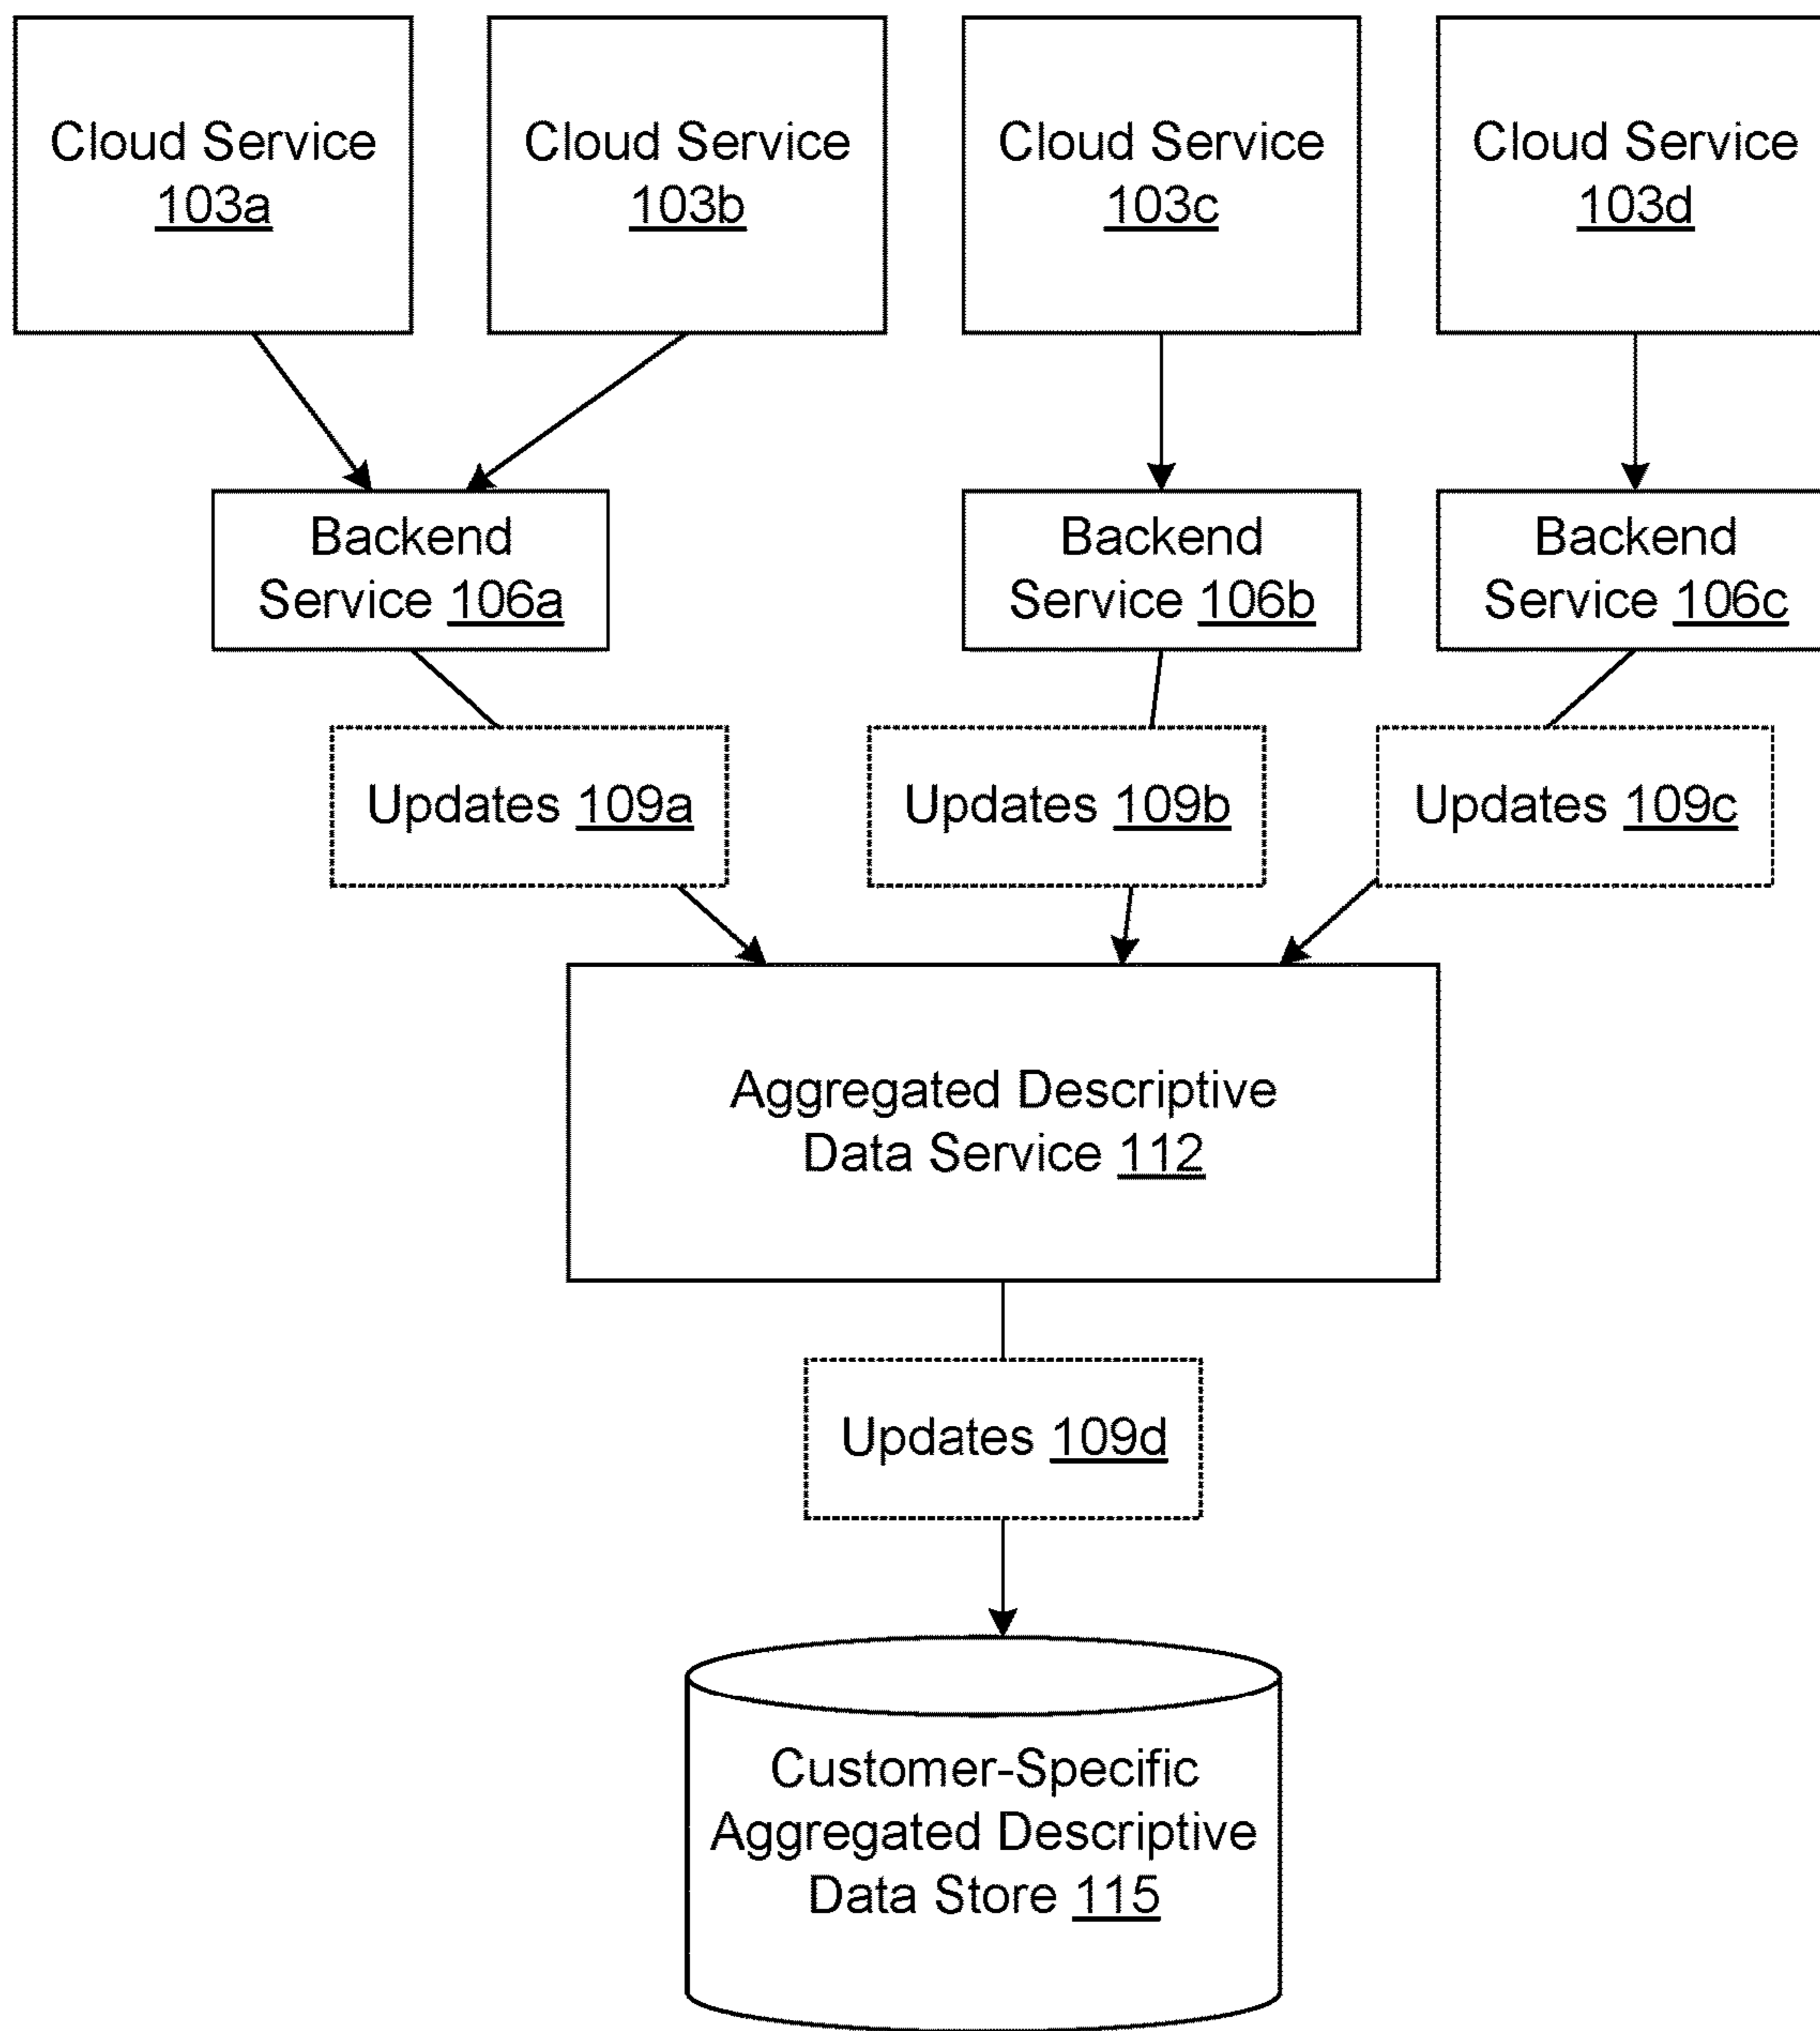 Cloud Service
103a
Cloud Service
103b
Cloud Service
103c
Cloud Service
103d
Backend
Service 106a
Backend
Service 106b
Backend
Service 106c
Updates 109a
Updates 109b
Updates 109c
Aggregated Descriptive
Data Service 112
Updates 109d
Customer-Specific
Aggregated Descriptive
Data Store 115